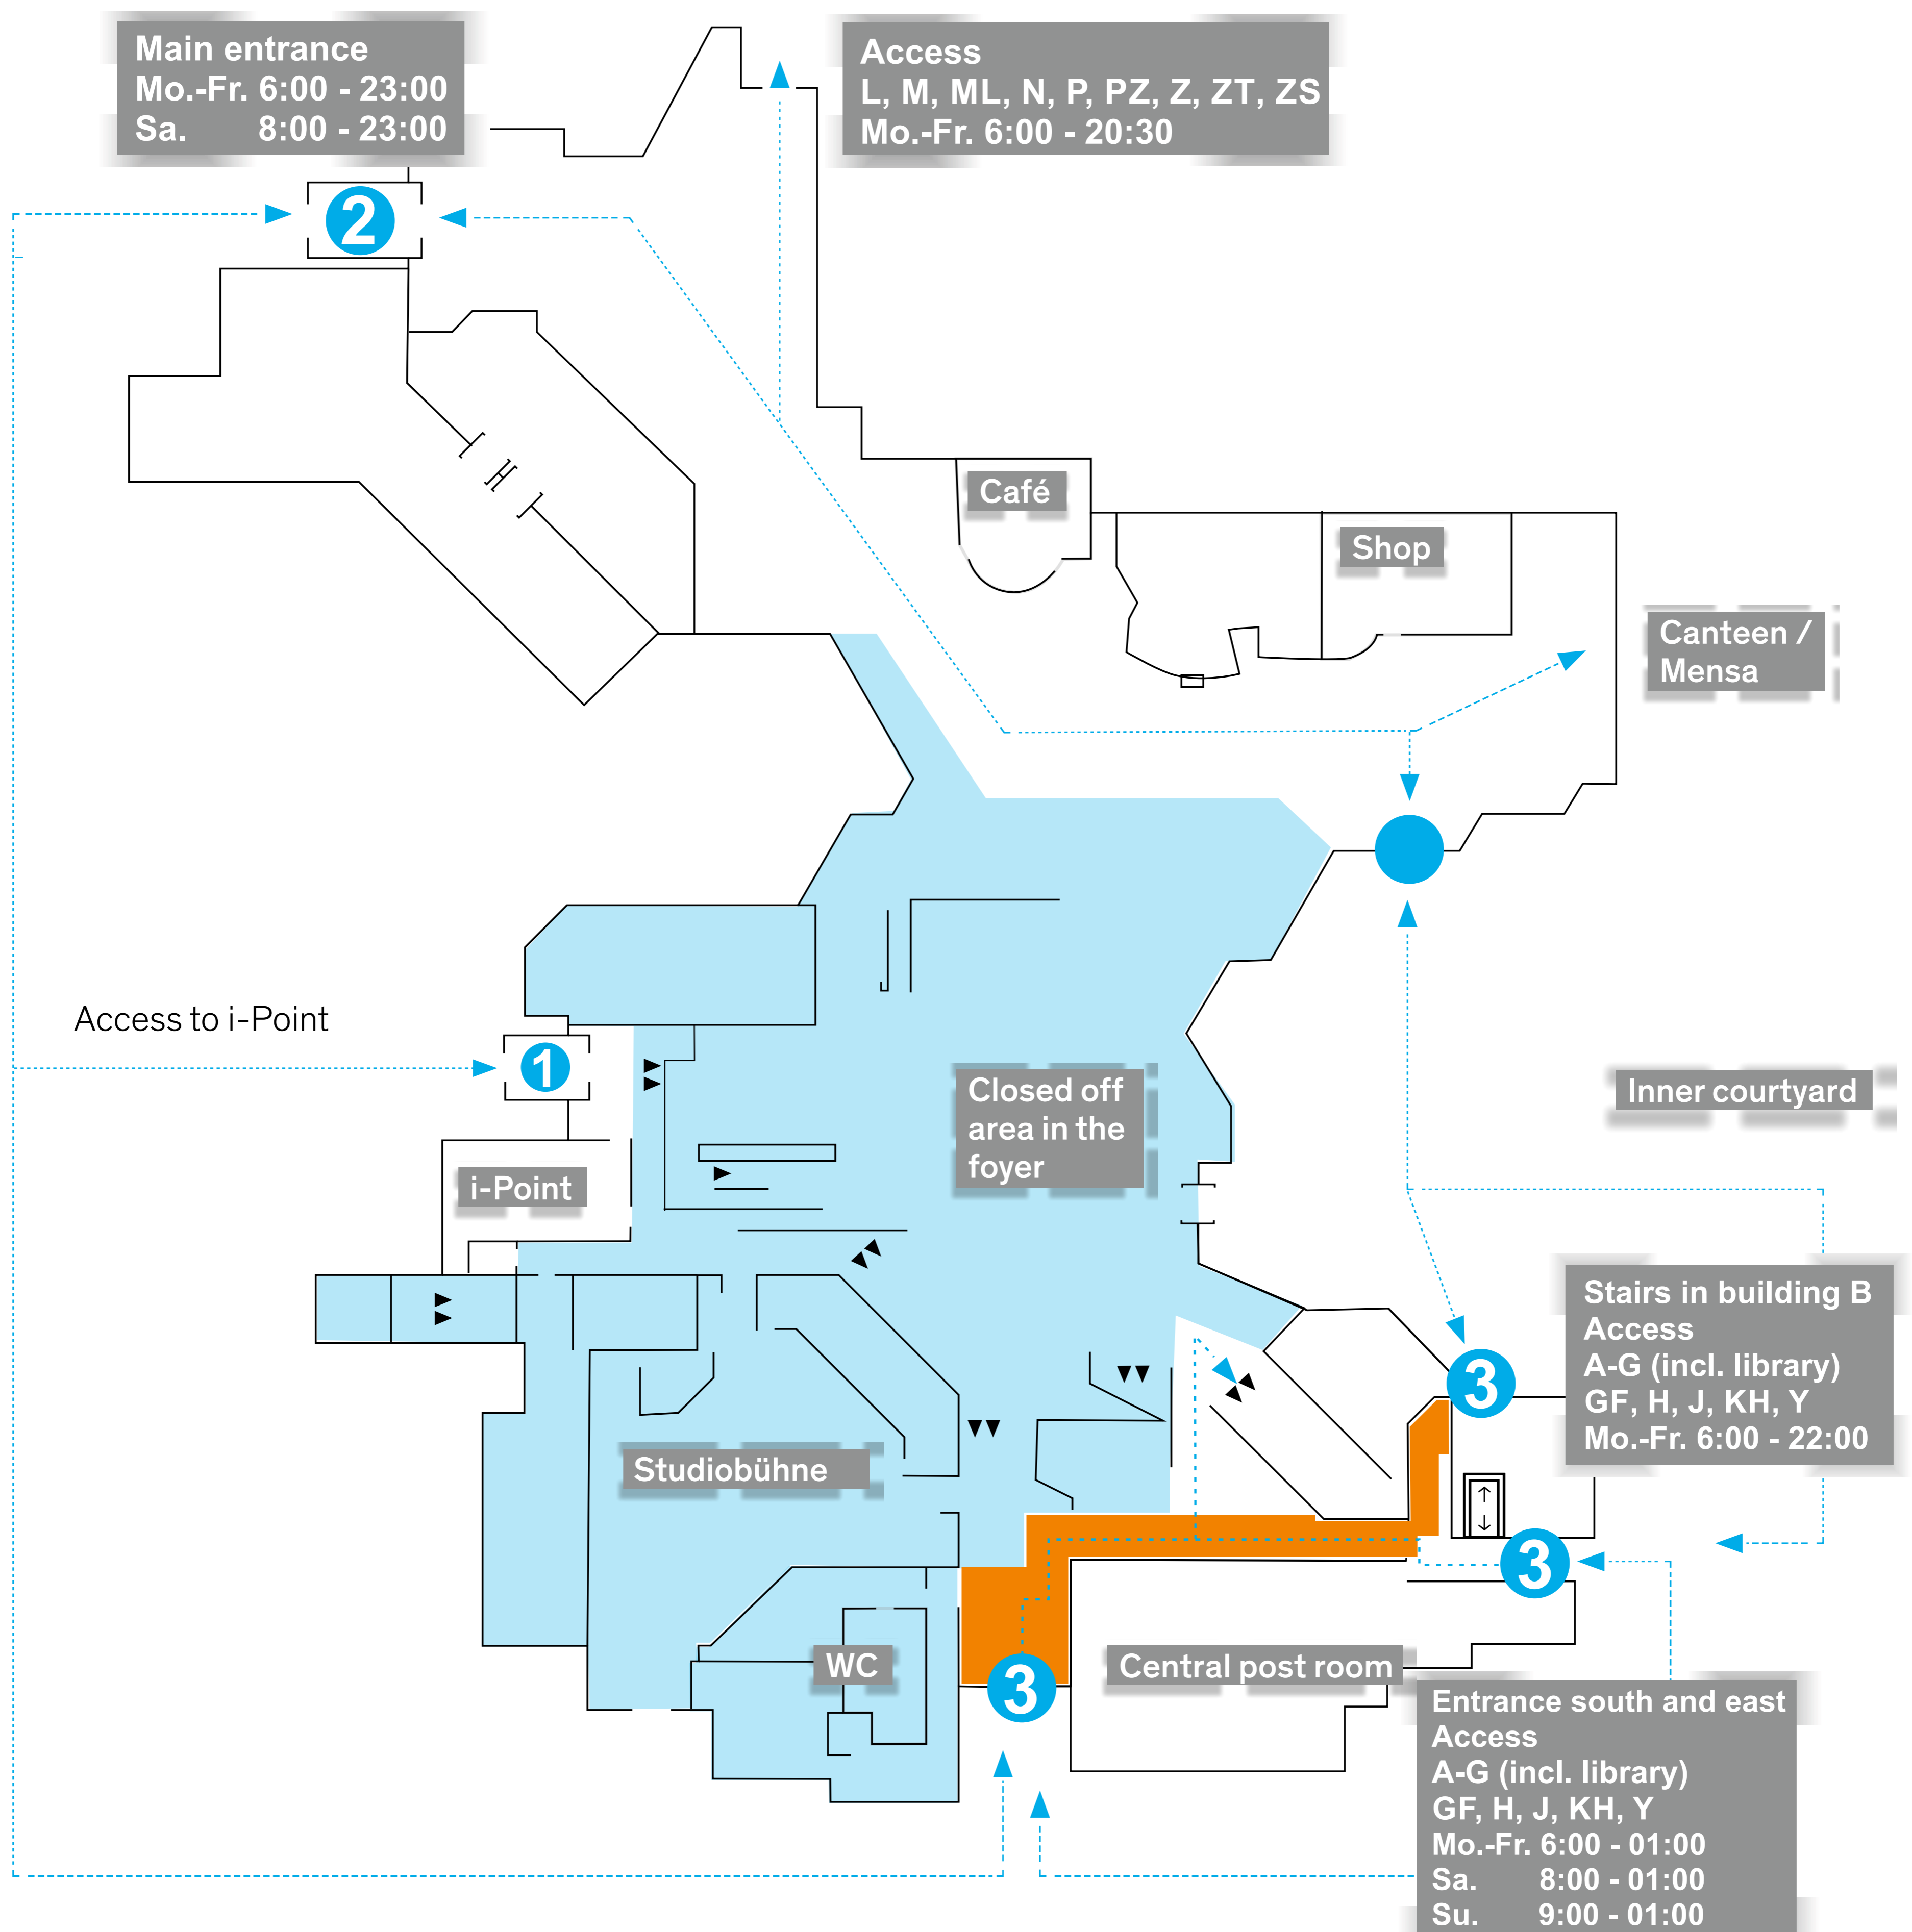 Main entrance
Mo.-Fr. 6:00 - 23:00
Sa. 8:00 - 23:00
Access
L, M, ML, N, P, PZ, Z, ZT, ZS
Mo.-Fr. 6:00 - 20:30
2
Café
Shop
Canteen /
Mensa
Access to i-Point
1
Closed off
area in the
foyer
Inner courtyard
i-Point
Stairs in building B
Access
A-G (incl. library)
GF, H, J, KH, Y
Mo.-Fr. 6:00 - 22:00
3
Studiobühne
3
WC
3
Central post room
Entrance south and east
Access
A-G (incl. library)
GF, H, J, KH, Y
Mo.-Fr. 6:00 - 01:00
Sa. 8:00 - 01:00
Su. 9:00 - 01:00